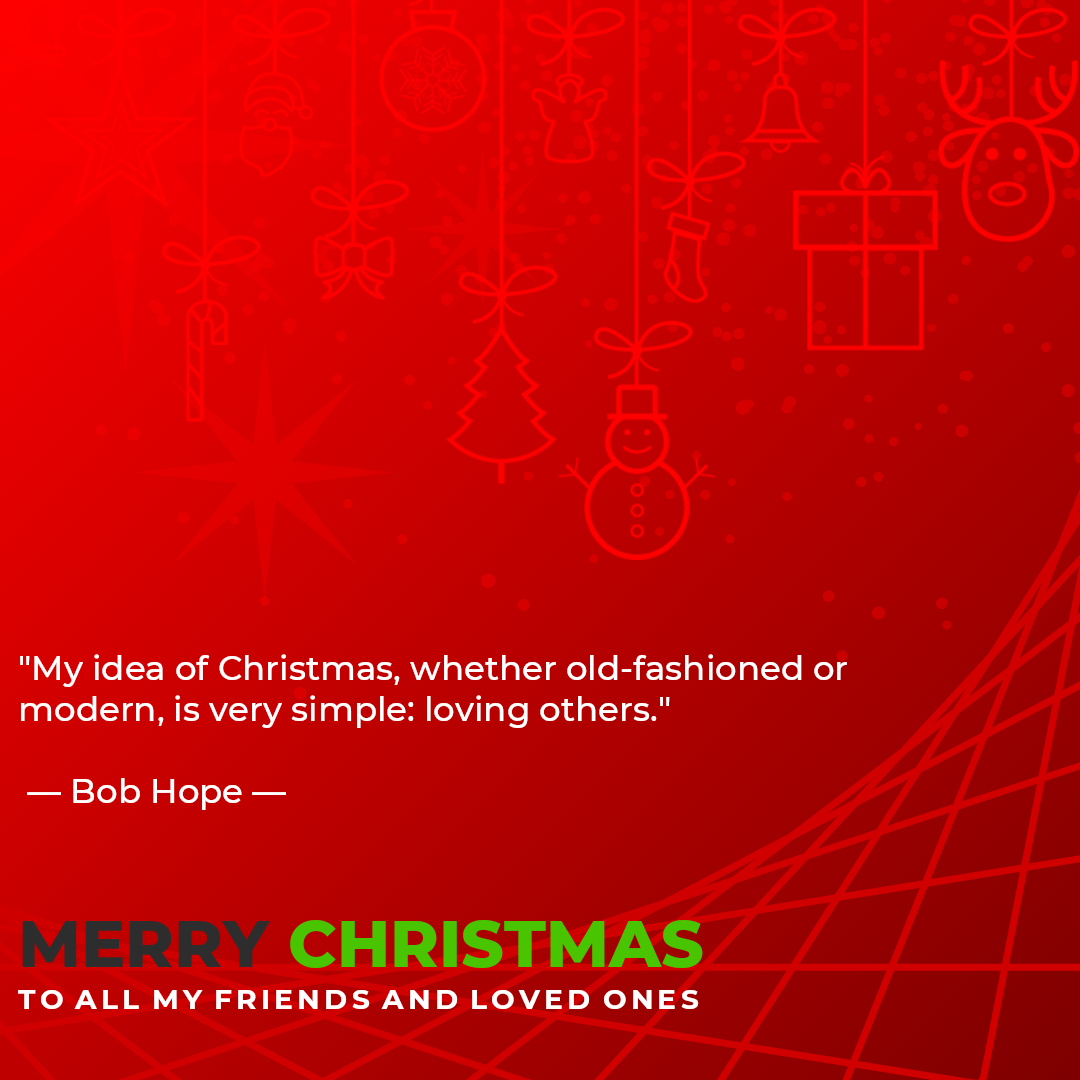 "My idea of Christmas, whether old-fashioned or
modern, is very simple: loving others."
— Bob Hope —
MERRY CHRISTMAS
TO ALL MY FRIENDS AND LOVED ONES